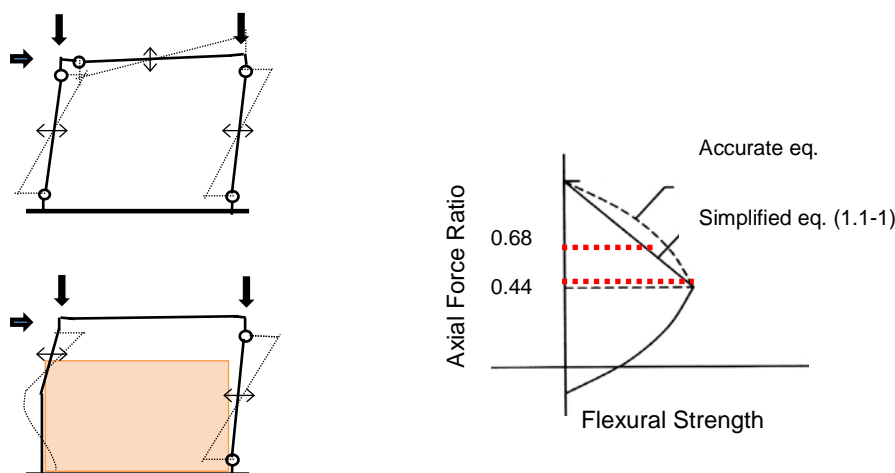 Accurate eq.
Simplified eq. (1.1-1)
0.68
0.44
Axial Force Ratio
Flexural Strength